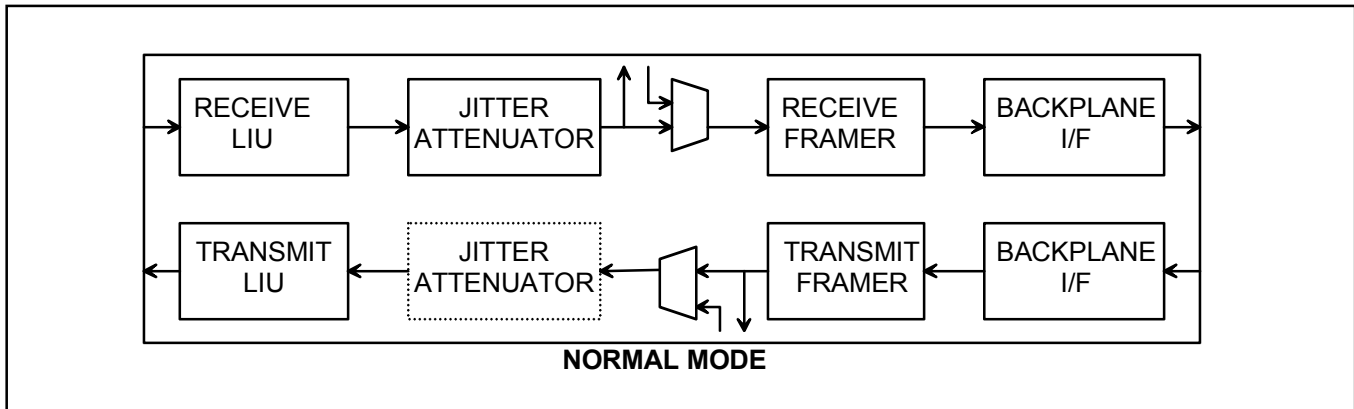 RECEIVE
LIU
JITTER
ATTENUATOR
RECEIVE
FRAMER
BACKPLANE
I/F
TRANSMIT
LIU
JITTER
ATTENUATOR
TRANSMIT
FRAMER
BACKPLANE
I/F
NORMAL MODE